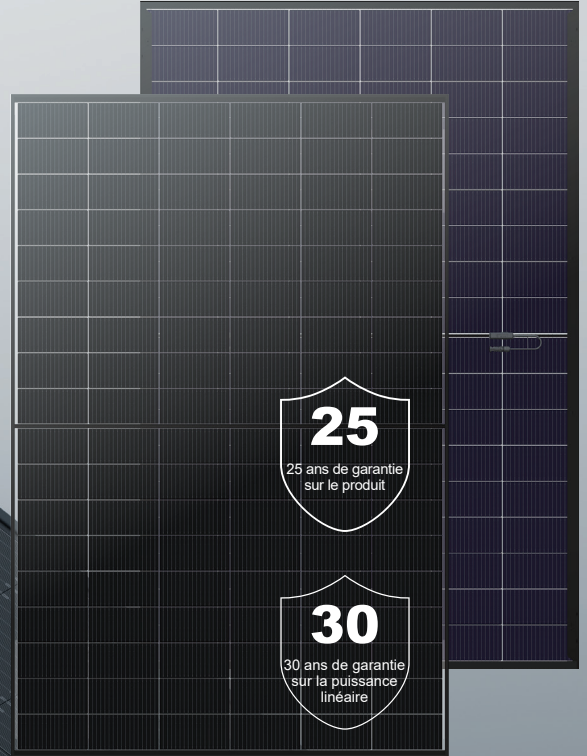 25
25 ans de garantie
sur le produit
30
30 ans de garantie
sur la puissance
linéaire